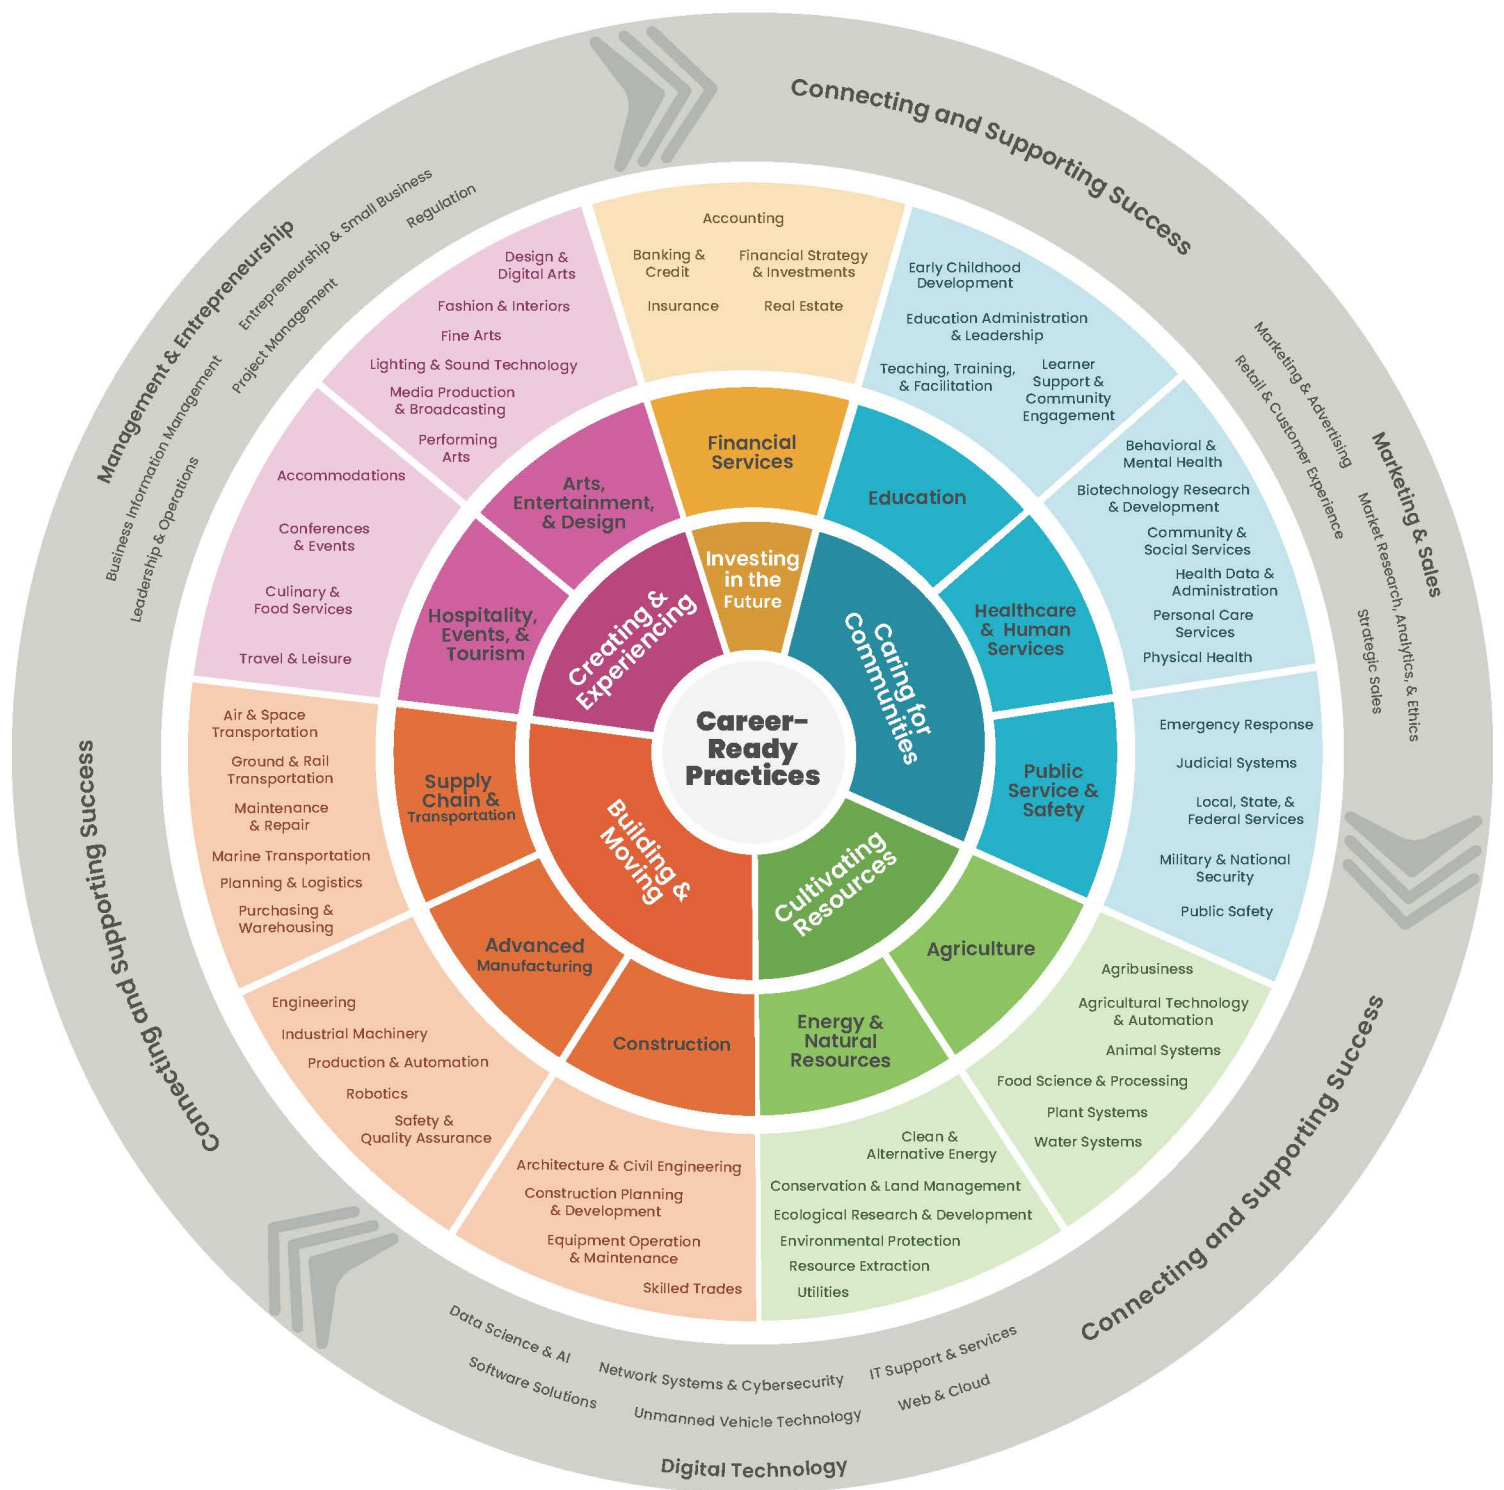 Career-
Ready
Practices
Investing
in the
Future
Financial
Services
Accounting
Banking &
Credit
Financial Strategy
& Investments
Insurance
Real Estate
Caring for
Communities
Education
Early Childhood
Development
Education Administration
& Leadership
Teaching, Training,
& Facilitation
Learner
Support &
Community
Engagement
Healthcare
& Human
Services
Behavioral &
Mental Health
Biotechnology Research
& Development
Community &
Social Services
Health Data &
Administration
Personal Care
Services
Physical Health
Public
Service &
Safety
Emergency Response
Judicial Systems
Local, State, &
Federal Services
Military & National
Security
Public Safety
Cultivating
Resources
Agriculture
Agribusiness
Agricultural Technology
& Automation
Animal Systems
Food Science & Processing
Plant Systems
Water Systems
Energy &
Natural
Resources
Clean &
Alternative Energy
Conservation & Land Management
Ecological Research & Development
Environmental Protection
Resource Extraction
Utilities
Building &
Moving
Construction
Architecture & Civil Engineering
Construction Planning
& Development
Equipment Operation
& Maintenance
Skilled Trades
Advanced
Manufacturing
Engineering
Industrial Machinery
Production & Automation
Robotics
Safety &
Quality Assurance
Supply
Chain &
Transportation
Air & Space
Transportation
Ground & Rail
Transportation
Maintenance
& Repair
Marine Transportation
Planning & Logistics
Purchasing &
Warehousing
Creating &
Experiencing
Hospitality,
Events, &
Tourism
Accommodations
Conferences
& Events
Culinary &
Food Services
Travel & Leisure
Arts,
Entertainment,
& Design
Design &
Digital Arts
Fashion & Interiors
Fine Arts
Lighting & Sound Technology
Media Production
& Broadcasting
Performing
Arts
Connecting and Supporting Success
Marketing & Sales
Marketing & Advertising
Retail & Customer Experience
Market Research, Analytics, & Ethics
Strategic Sales
Connecting and Supporting Success
Digital Technology
Data Science & AI
Network Systems & Cybersecurity
IT Support & Services
Software Solutions
Unmanned Vehicle Technology
Web & Cloud
Connecting and Supporting Success
Management & Entrepreneurship
Business Information Management
Entrepreneurship & Small Business
Leadership & Operations
Project Management
Regulation